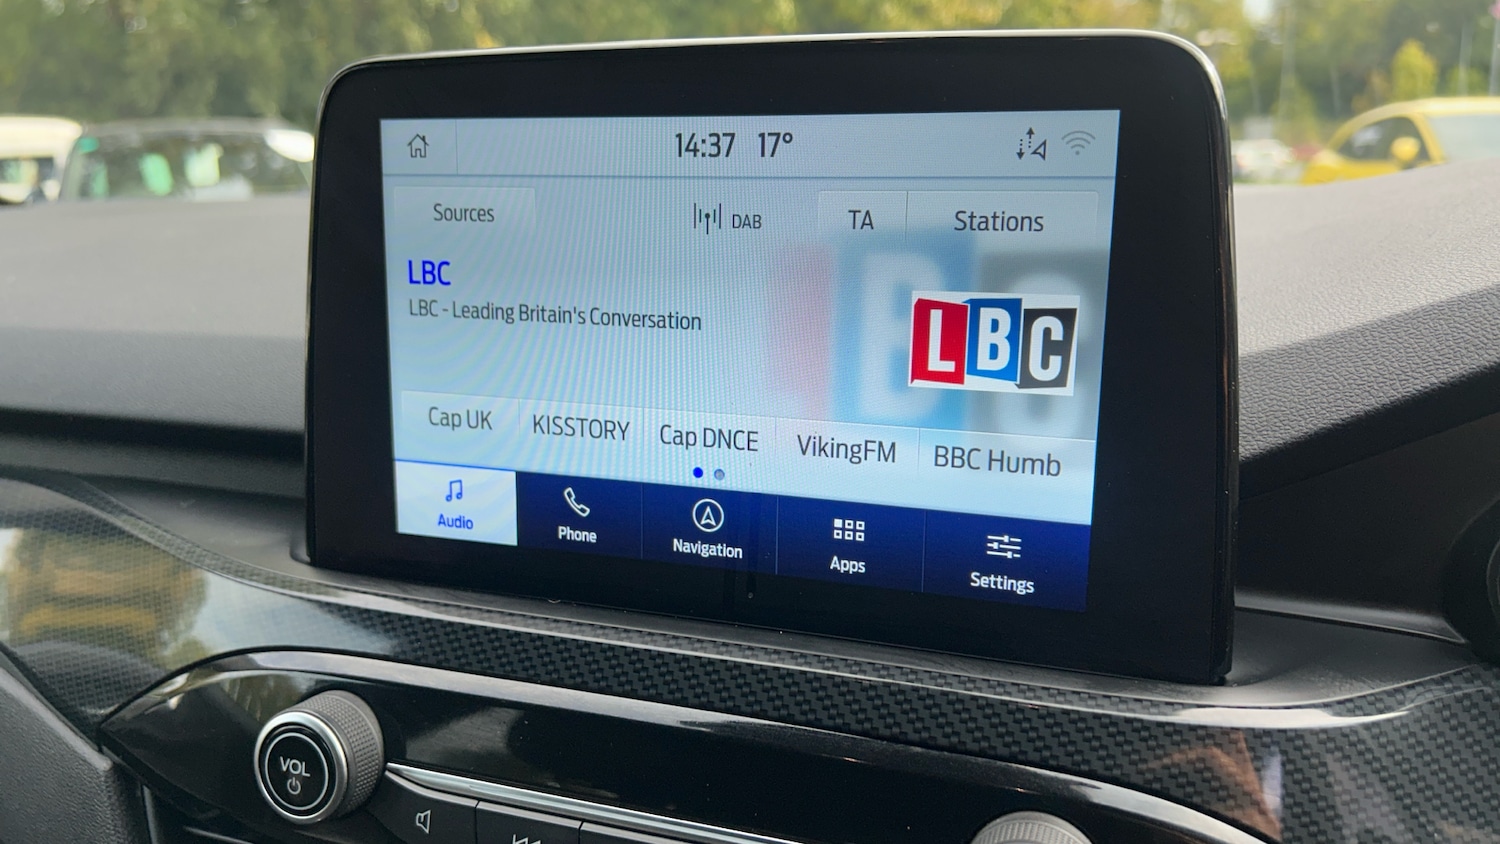 14:37 17°
Sources DAB TA Stations
LBC
LBC - Leading Britain's Conversation
LBC
Cap UK KISSTORY Cap DNCE VikingFM BBC Humb
Audio Phone Navigation Apps Settings
VOL